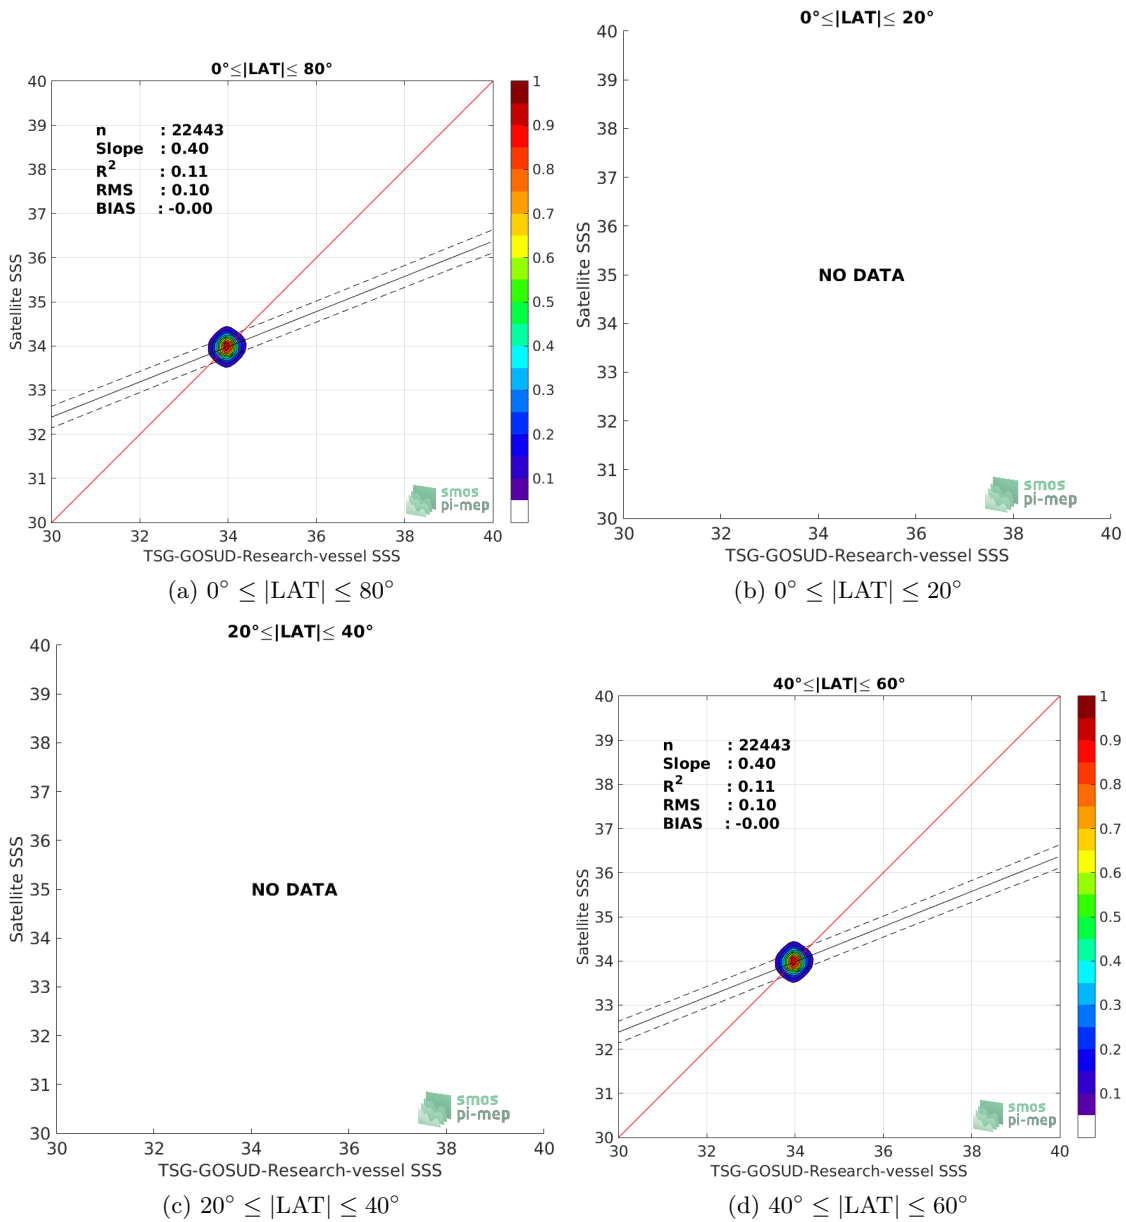 0°≤|LAT|≤ 80°
40
39
38
37
36
35
34
33
32
31
30
30 32 34 36 38 40
Satellite SSS
TSG-GOSUD-Research-vessel SSS
n : 22443
Slope : 0.40
R² : 0.11
RMS : 0.10
BIAS : -0.00
1
0.9
0.8
0.7
0.6
0.5
0.4
0.3
0.2
0.1
smos
pi-mep
(a) 0° ≤ |LAT| ≤ 80°
0°≤|LAT|≤ 20°
40
39
38
37
36
35
34
33
32
31
30
30 32 34 36 38 40
Satellite SSS
TSG-GOSUD-Research-vessel SSS
NO DATA
smos
pi-mep
(b) 0° ≤ |LAT| ≤ 20°
20°≤|LAT|≤ 40°
40
39
38
37
36
35
34
33
32
31
30
30 32 34 36 38 40
Satellite SSS
TSG-GOSUD-Research-vessel SSS
NO DATA
smos
pi-mep
(c) 20° ≤ |LAT| ≤ 40°
40°≤|LAT|≤ 60°
40
39
38
37
36
35
34
33
32
31
30
30 32 34 36 38 40
Satellite SSS
TSG-GOSUD-Research-vessel SSS
n : 22443
Slope : 0.40
R² : 0.11
RMS : 0.10
BIAS : -0.00
1
0.9
0.8
0.7
0.6
0.5
0.4
0.3
0.2
0.1
smos
pi-mep
(d) 40° ≤ |LAT| ≤ 60°